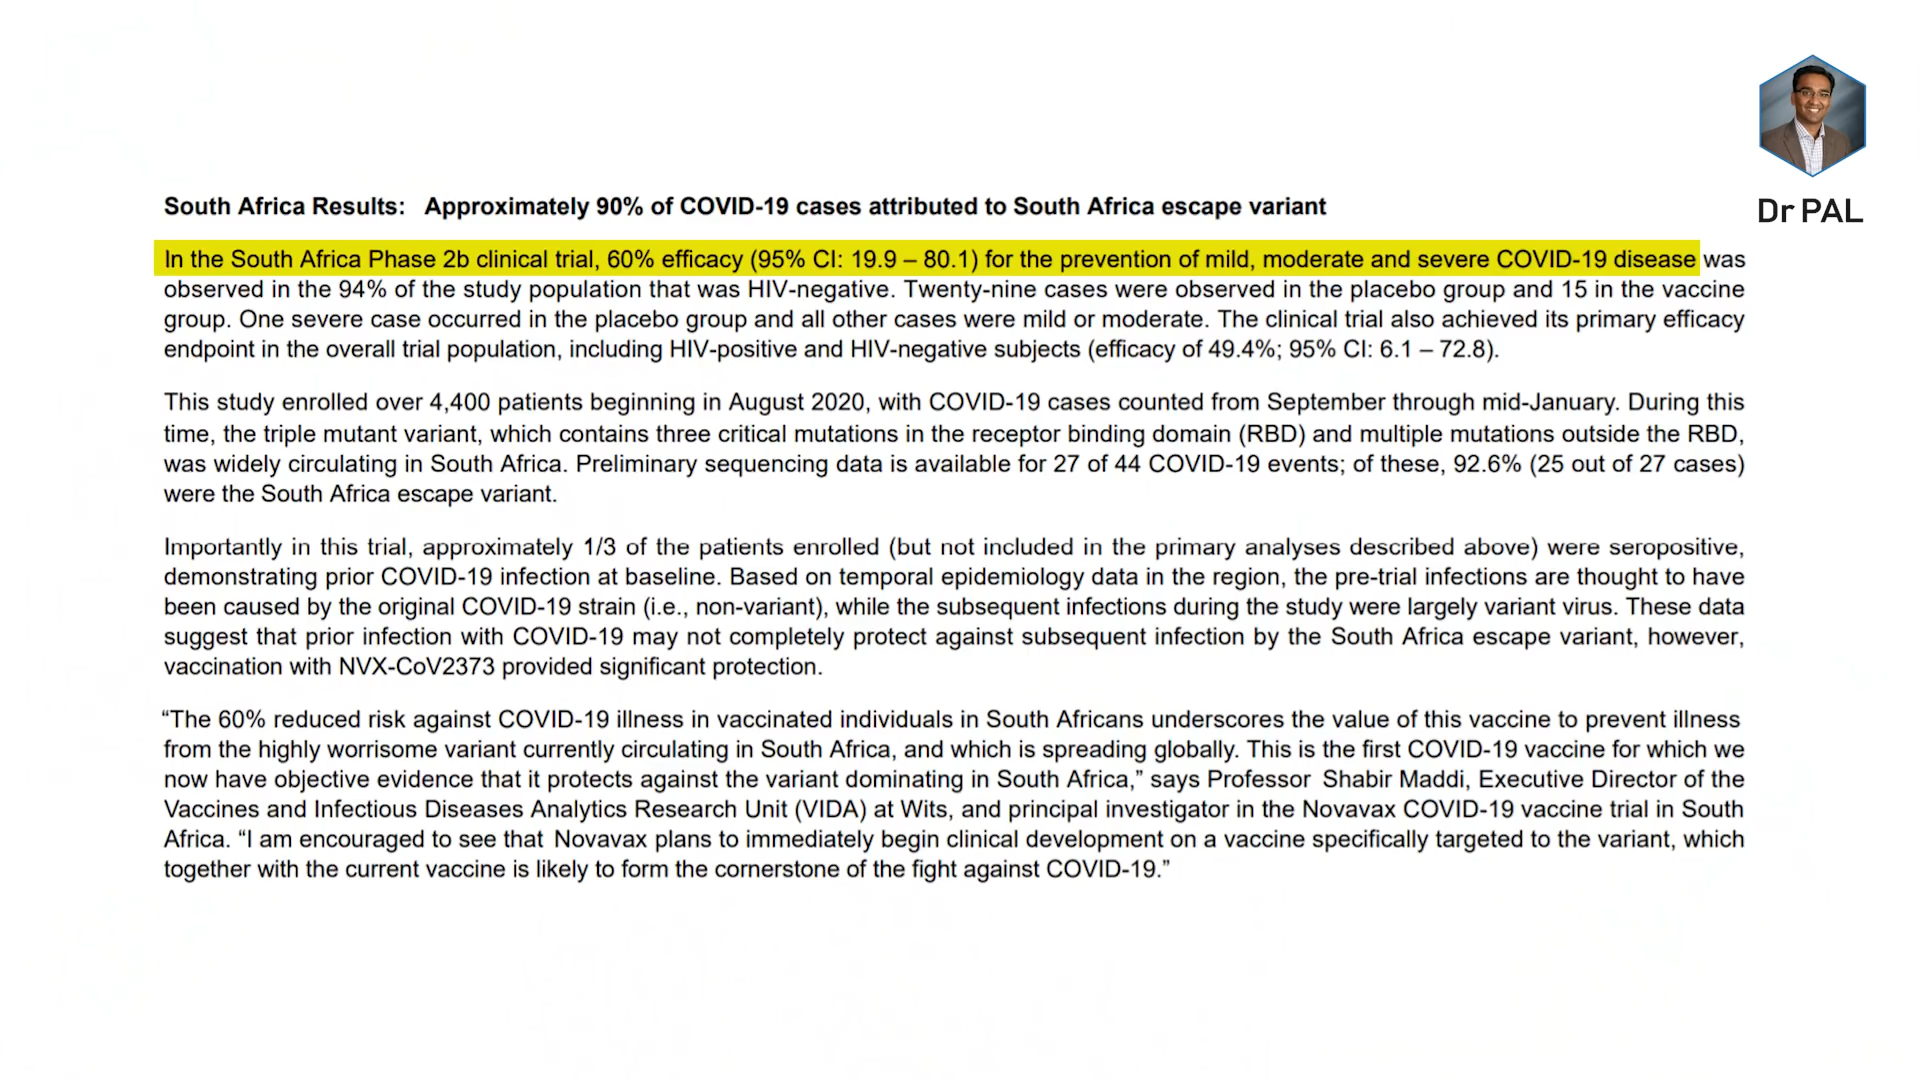 Dr PAL
South Africa Results: Approximately 90% of COVID-19 cases attributed to South Africa escape variant
In the South Africa Phase 2b clinical trial, 60% efficacy (95% CI: 19.9 – 80.1) for the prevention of mild, moderate and severe COVID-19 disease was
observed in the 94% of the study population that was HIV-negative. Twenty-nine cases were observed in the placebo group and 15 in the vaccine
group. One severe case occurred in the placebo group and all other cases were mild or moderate. The clinical trial also achieved its primary efficacy
endpoint in the overall trial population, including HIV-positive and HIV-negative subjects (efficacy of 49.4%; 95% CI: 6.1 – 72.8).
This study enrolled over 4,400 patients beginning in August 2020, with COVID-19 cases counted from September through mid-January. During this
time, the triple mutant variant, which contains three critical mutations in the receptor binding domain (RBD) and multiple mutations outside the RBD,
was widely circulating in South Africa. Preliminary sequencing data is available for 27 of 44 COVID-19 events; of these, 92.6% (25 out of 27 cases)
were the South Africa escape variant.
Importantly in this trial, approximately 1/3 of the patients enrolled (but not included in the primary analyses described above) were seropositive,
demonstrating prior COVID-19 infection at baseline. Based on temporal epidemiology data in the region, the pre-trial infections are thought to have
been caused by the original COVID-19 strain (i.e., non-variant), while the subsequent infections during the study were largely variant virus. These data
suggest that prior infection with COVID-19 may not completely protect against subsequent infection by the South Africa escape variant, however,
vaccination with NVX-CoV2373 provided significant protection.
“The 60% reduced risk against COVID-19 illness in vaccinated individuals in South Africans underscores the value of this vaccine to prevent illness
from the highly worrisome variant currently circulating in South Africa, and which is spreading globally. This is the first COVID-19 vaccine for which we
now have objective evidence that it protects against the variant dominating in South Africa,” says Professor Shabir Maddi, Executive Director of the
Vaccines and Infectious Diseases Analytics Research Unit (VIDA) at Wits, and principal investigator in the Novavax COVID-19 vaccine trial in South
Africa. “I am encouraged to see that Novavax plans to immediately begin clinical development on a vaccine specifically targeted to the variant, which
together with the current vaccine is likely to form the cornerstone of the fight against COVID-19.”